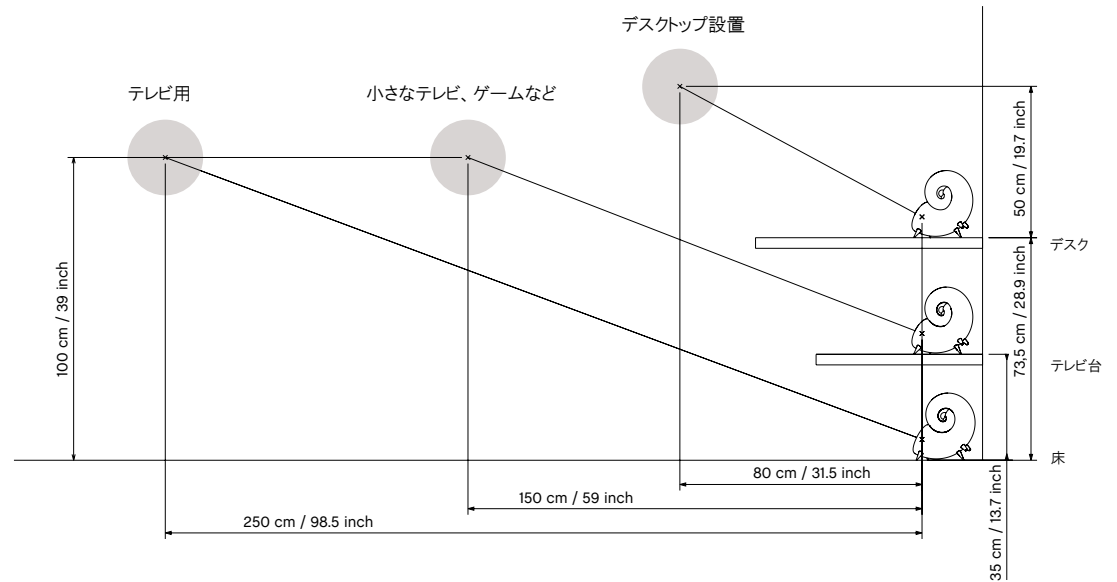 デスクトップ設置
テレビ用
小さなテレビ、ゲームなど
50 cm / 19.7 inch
デスク
100 cm / 39 inch
73,5 cm / 28.9 inch
テレビ台
床
80 cm / 31.5 inch
150 cm / 59 inch
250 cm / 98.5 inch
35 cm / 13.7 inch